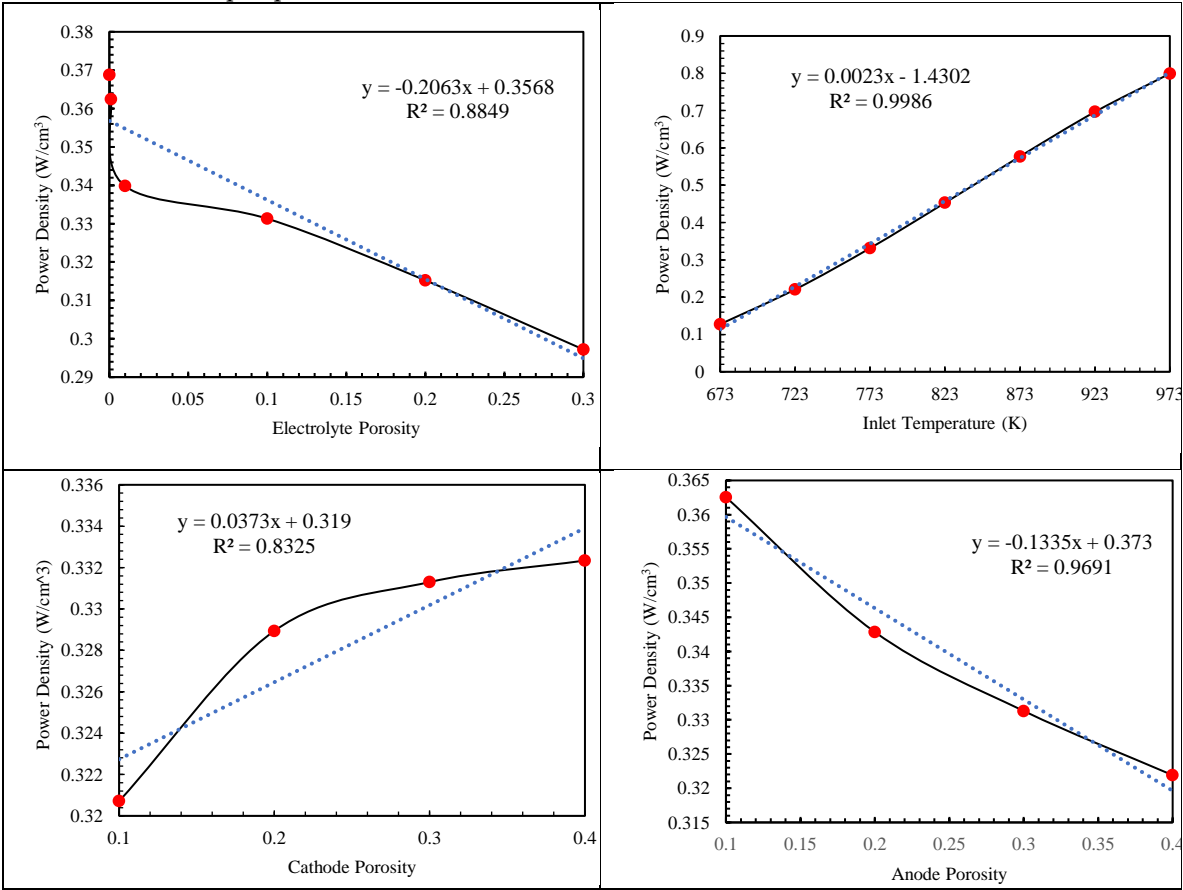 0.38
0.37
0.36
0.35
0.34
0.33
0.32
0.31
0.3
0.29
Power Density (W/cm³)
y = -0.2063x + 0.3568
R² = 0.8849
0 0.05 0.1 0.15 0.2 0.25 0.3
Electrolyte Porosity
0.9
0.8
0.7
0.6
0.5
0.4
0.3
0.2
0.1
0
Power Density (W/cm³)
y = 0.0023x - 1.4302
R² = 0.9986
673 723 773 823 873 923 973
Inlet Temperature (K)
0.336
0.334
0.332
0.33
0.328
0.326
0.324
0.322
0.32
Power Density (W/cm^3)
y = 0.0373x + 0.319
R² = 0.8325
0.1 0.2 0.3 0.4
Cathode Porosity
0.365
0.36
0.355
0.35
0.345
0.34
0.335
0.33
0.325
0.32
0.315
Power Density (W/cm³)
y = -0.1335x + 0.373
R² = 0.9691
0.1 0.15 0.2 0.25 0.3 0.35 0.4
Anode Porosity